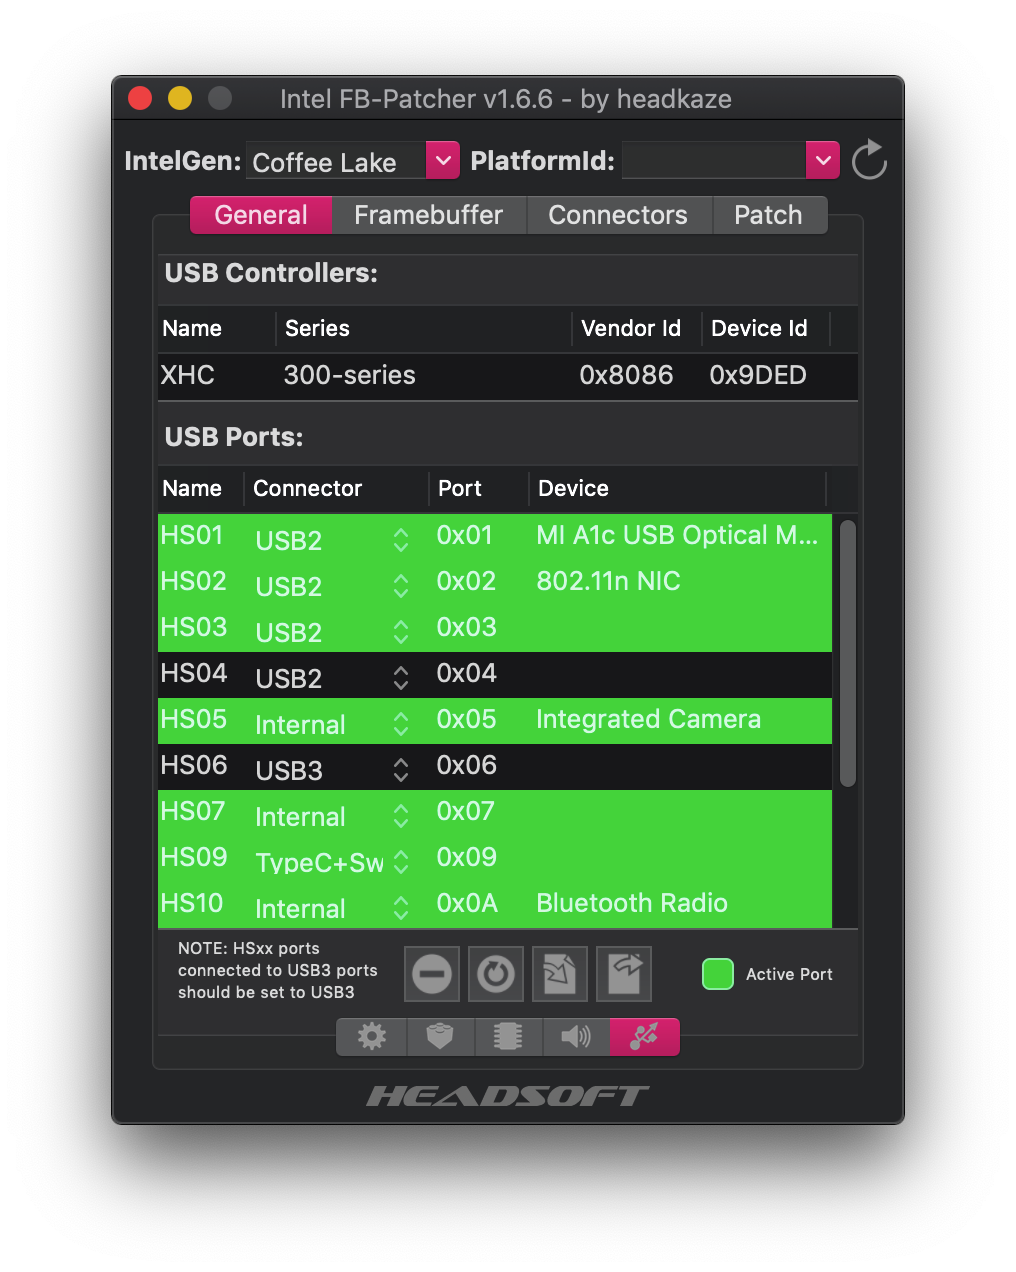 Intel FB-Patcher v1.6.6 - by headkaze
IntelGen: Coffee Lake PlatformId:
General Framebuffer Connectors Patch
USB Controllers:
Name Series Vendor Id Device Id
XHC 300-series 0x8086 0x9DED
USB Ports:
Name Connector Port Device
HS01 USB2 0x01 MI A1c USB Optical M...
HS02 USB2 0x02 802.11n NIC
HS03 USB2 0x03
HS04 USB2 0x04
HS05 Internal 0x05 Integrated Camera
HS06 USB3 0x06
HS07 Internal 0x07
HS09 TypeC+Sw 0x09
HS10 Internal 0x0A Bluetooth Radio
NOTE: HSxx ports
connected to USB3 ports
should be set to USB3
Active Port
HEADSOFT